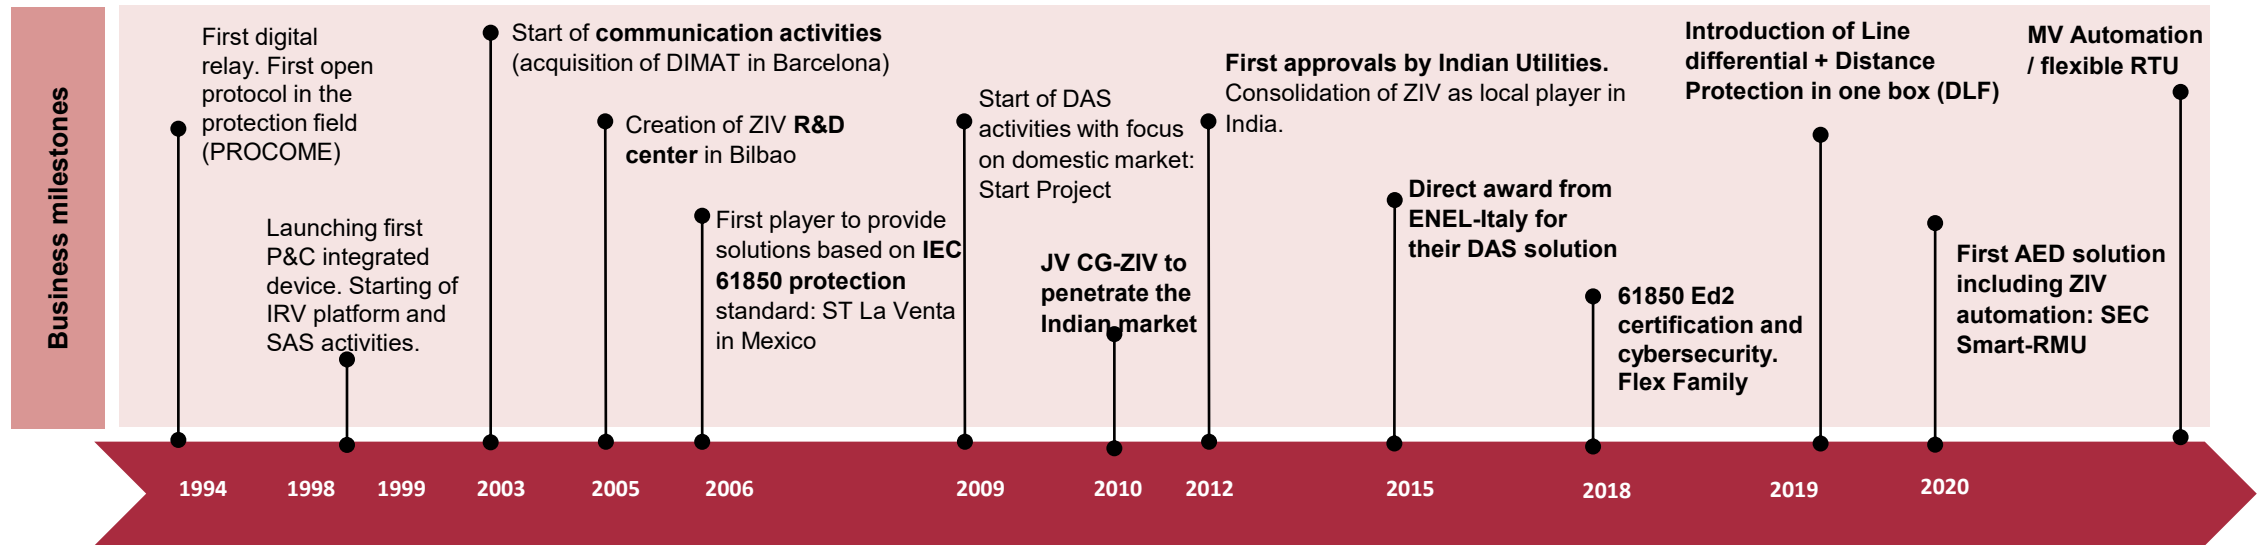 Business milestones
First digital
relay. First open
protocol in the
protection field
(PROCOME)
Launching first
P&C integrated
device. Starting of
IRV platform and
SAS activities.
Start of communication activities
(acquisition of DIMAT in Barcelona)
Creation of ZIV R&D
center in Bilbao
First player to provide
solutions based on IEC
61850 protection
standard: ST La Venta
in Mexico
Start of DAS
activities with focus
on domestic market:
Start Project
JV CG-ZIV to
penetrate the
Indian market
First approvals by Indian Utilities.
Consolidation of ZIV as local player in
India.
Direct award from
ENEL-Italy for
their DAS solution
61850 Ed2
certification and
cybersecurity.
Flex Family
Introduction of Line
differential + Distance
Protection in one box (DLF)
First AED solution
including ZIV
automation: SEC
Smart-RMU
MV Automation
/ flexible RTU
1994 1998 1999 2003 2005 2006 2009 2010 2012 2015 2018 2019 2020